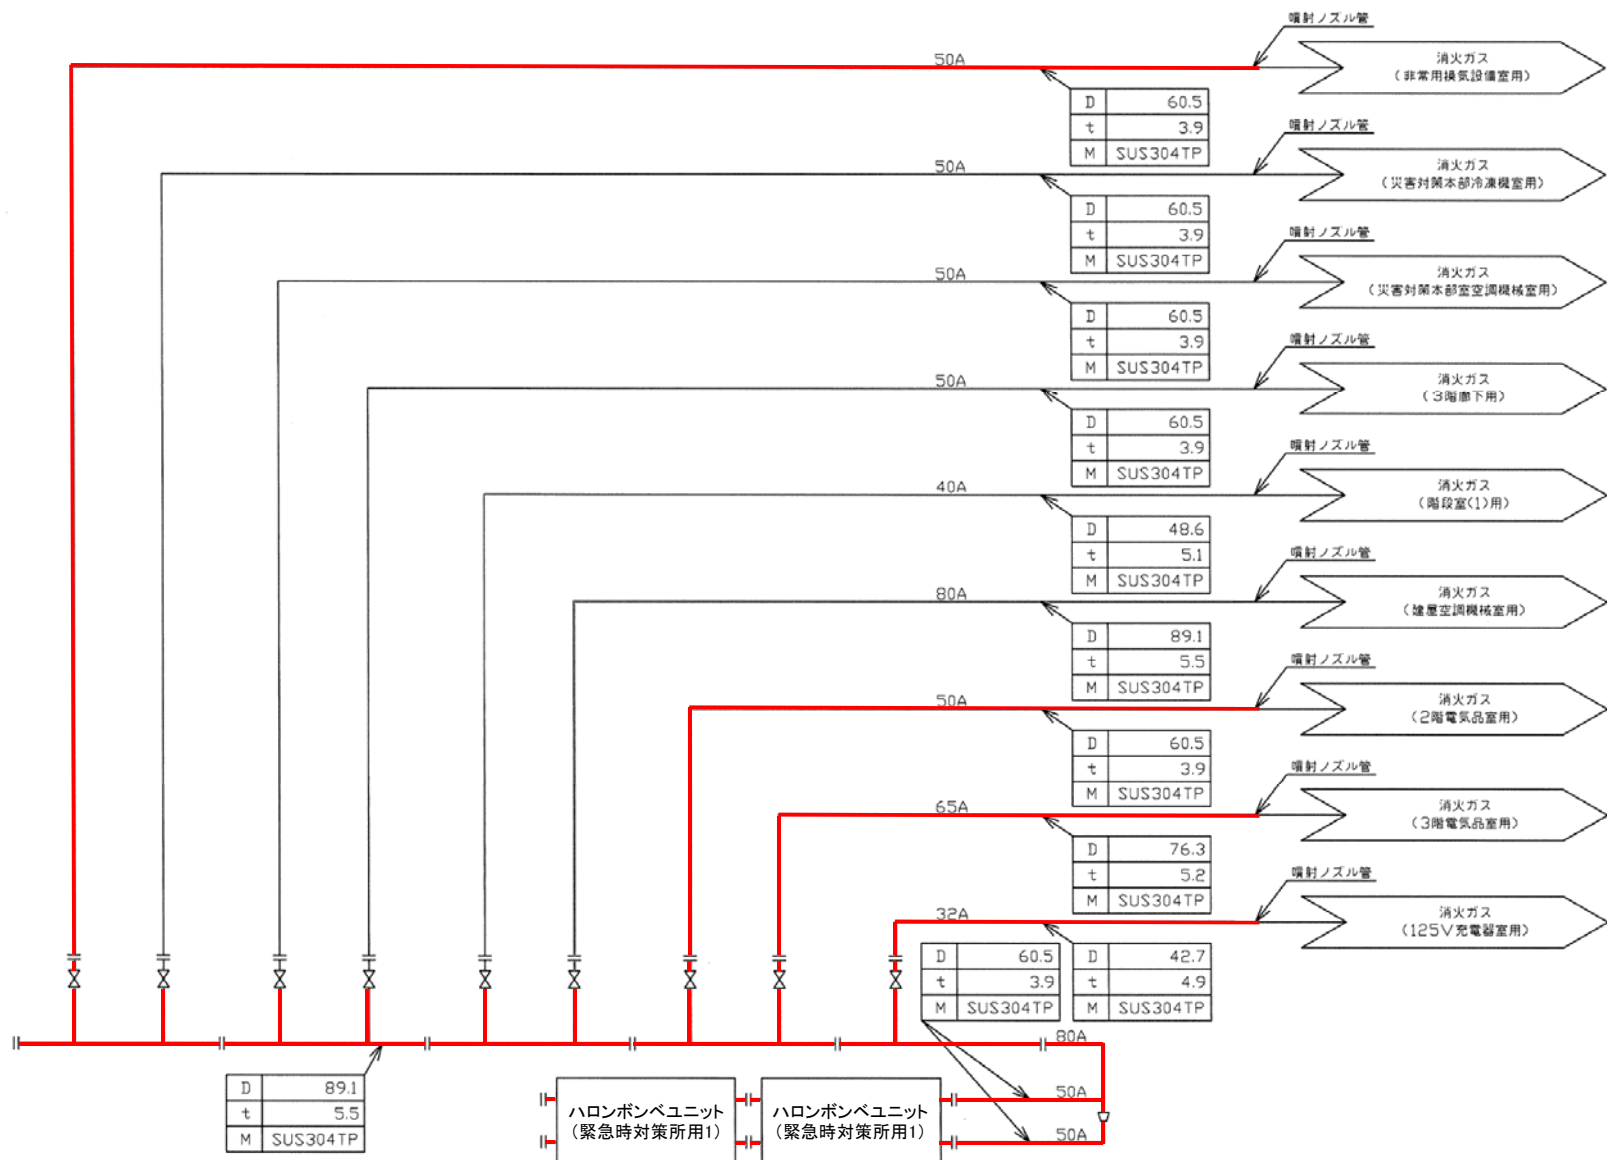 噴射ノズル管
50A
消火ガス
(非常用換気設備室用)
D 60.5
t 3.9
M SUS304TP
噴射ノズル管
50A
消火ガス
(災害対策本部冷凍機室用)
D 60.5
t 3.9
M SUS304TP
噴射ノズル管
50A
消火ガス
(災害対策本部室空調機械室用)
D 60.5
t 3.9
M SUS304TP
噴射ノズル管
50A
消火ガス
(3階廊下用)
D 60.5
t 3.9
M SUS304TP
噴射ノズル管
40A
消火ガス
(階段室(1)用)
D 48.6
t 5.1
M SUS304TP
噴射ノズル管
80A
消火ガス
(建屋空調機械室用)
D 89.1
t 5.5
M SUS304TP
噴射ノズル管
50A
消火ガス
(2階電気品室用)
D 60.5
t 3.9
M SUS304TP
噴射ノズル管
65A
消火ガス
(3階電気品室用)
D 76.3
t 5.2
M SUS304TP
噴射ノズル管
32A
消火ガス
(125V充電器室用)
D 60.5
t 3.9
M SUS304TP
D 42.7
t 4.9
M SUS304TP
80A
D 89.1
t 5.5
M SUS304TP
ハロンボンベユニット
(緊急時対策所用1)
ハロンボンベユニット
(緊急時対策所用1)
50A
50A